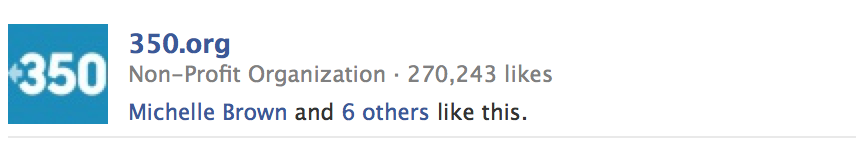 350
350.org
Non-Profit Organization · 270,243 likes
Michelle Brown and 6 others like this.